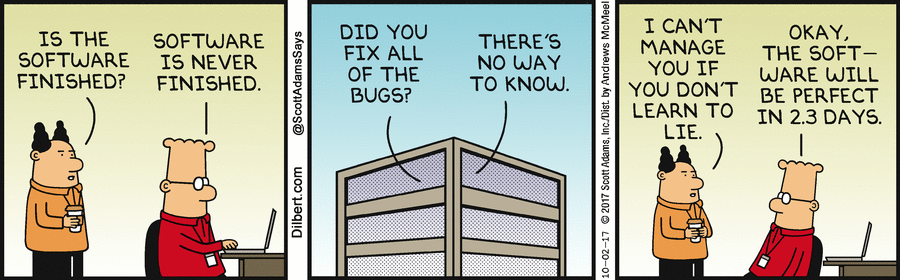 IS THE
SOFTWARE
FINISHED?
SOFTWARE
IS NEVER
FINISHED.
Dilbert.com @ScottAdamsSays
DID YOU
FIX ALL
OF THE
BUGS?
THERE'S
NO WAY
TO KNOW.
10-02-17 © 2017 Scott Adams, Inc./Dist. by Andrews McMeel
I CAN'T
MANAGE
YOU IF
YOU DON'T
LEARN TO
LIE.
OKAY,
THE SOFT-
WARE WILL
BE PERFECT
IN 2.3 DAYS.